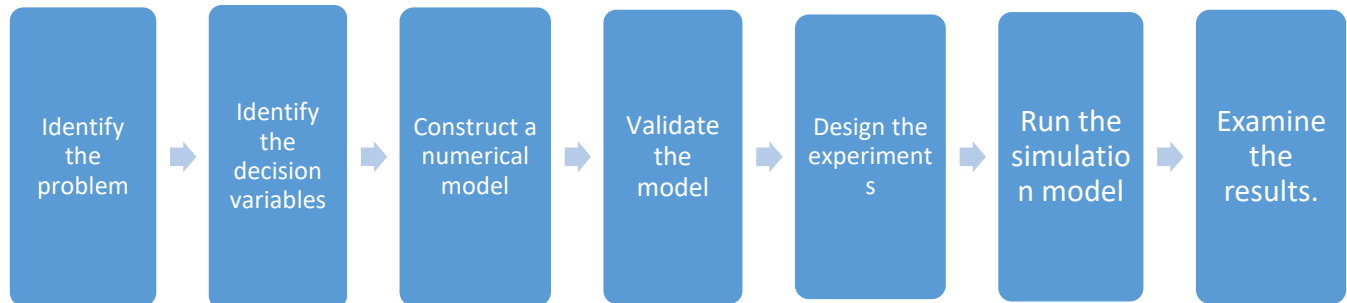 Identify
the
problem
Identify
the
decision
variables
Construct a
numerical
model
Validate
the
model
Design the
experiment
s
Run the
simulatio
n model
Examine
the
results.